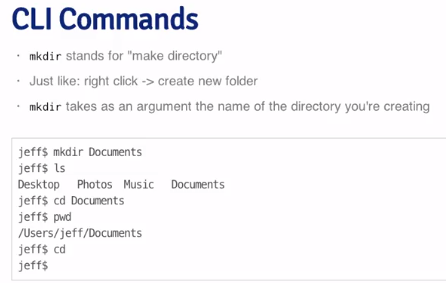 CLI Commands
· mkdir stands for "make directory"
· Just like: right click -> create new folder
· mkdir takes as an argument the name of the directory you're creating
jeff$ mkdir Documents
jeff$ ls
Desktop Photos Music Documents
jeff$ cd Documents
jeff$ pwd
/Users/jeff/Documents
jeff$ cd
jeff$